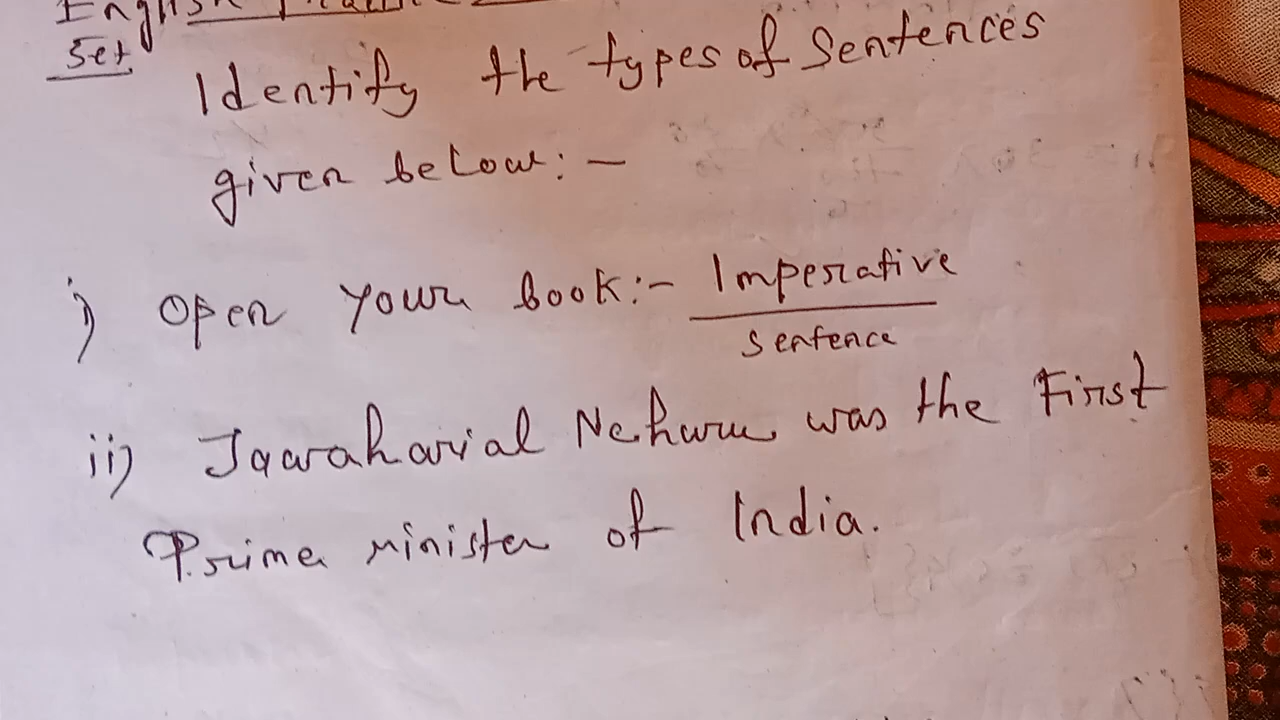 English
Set
Identify the types of Sentences
given below:-
i) Open your book:- Imperative
sentence
ii) Jawaharlal Nehru was the First
Prime minister of India.